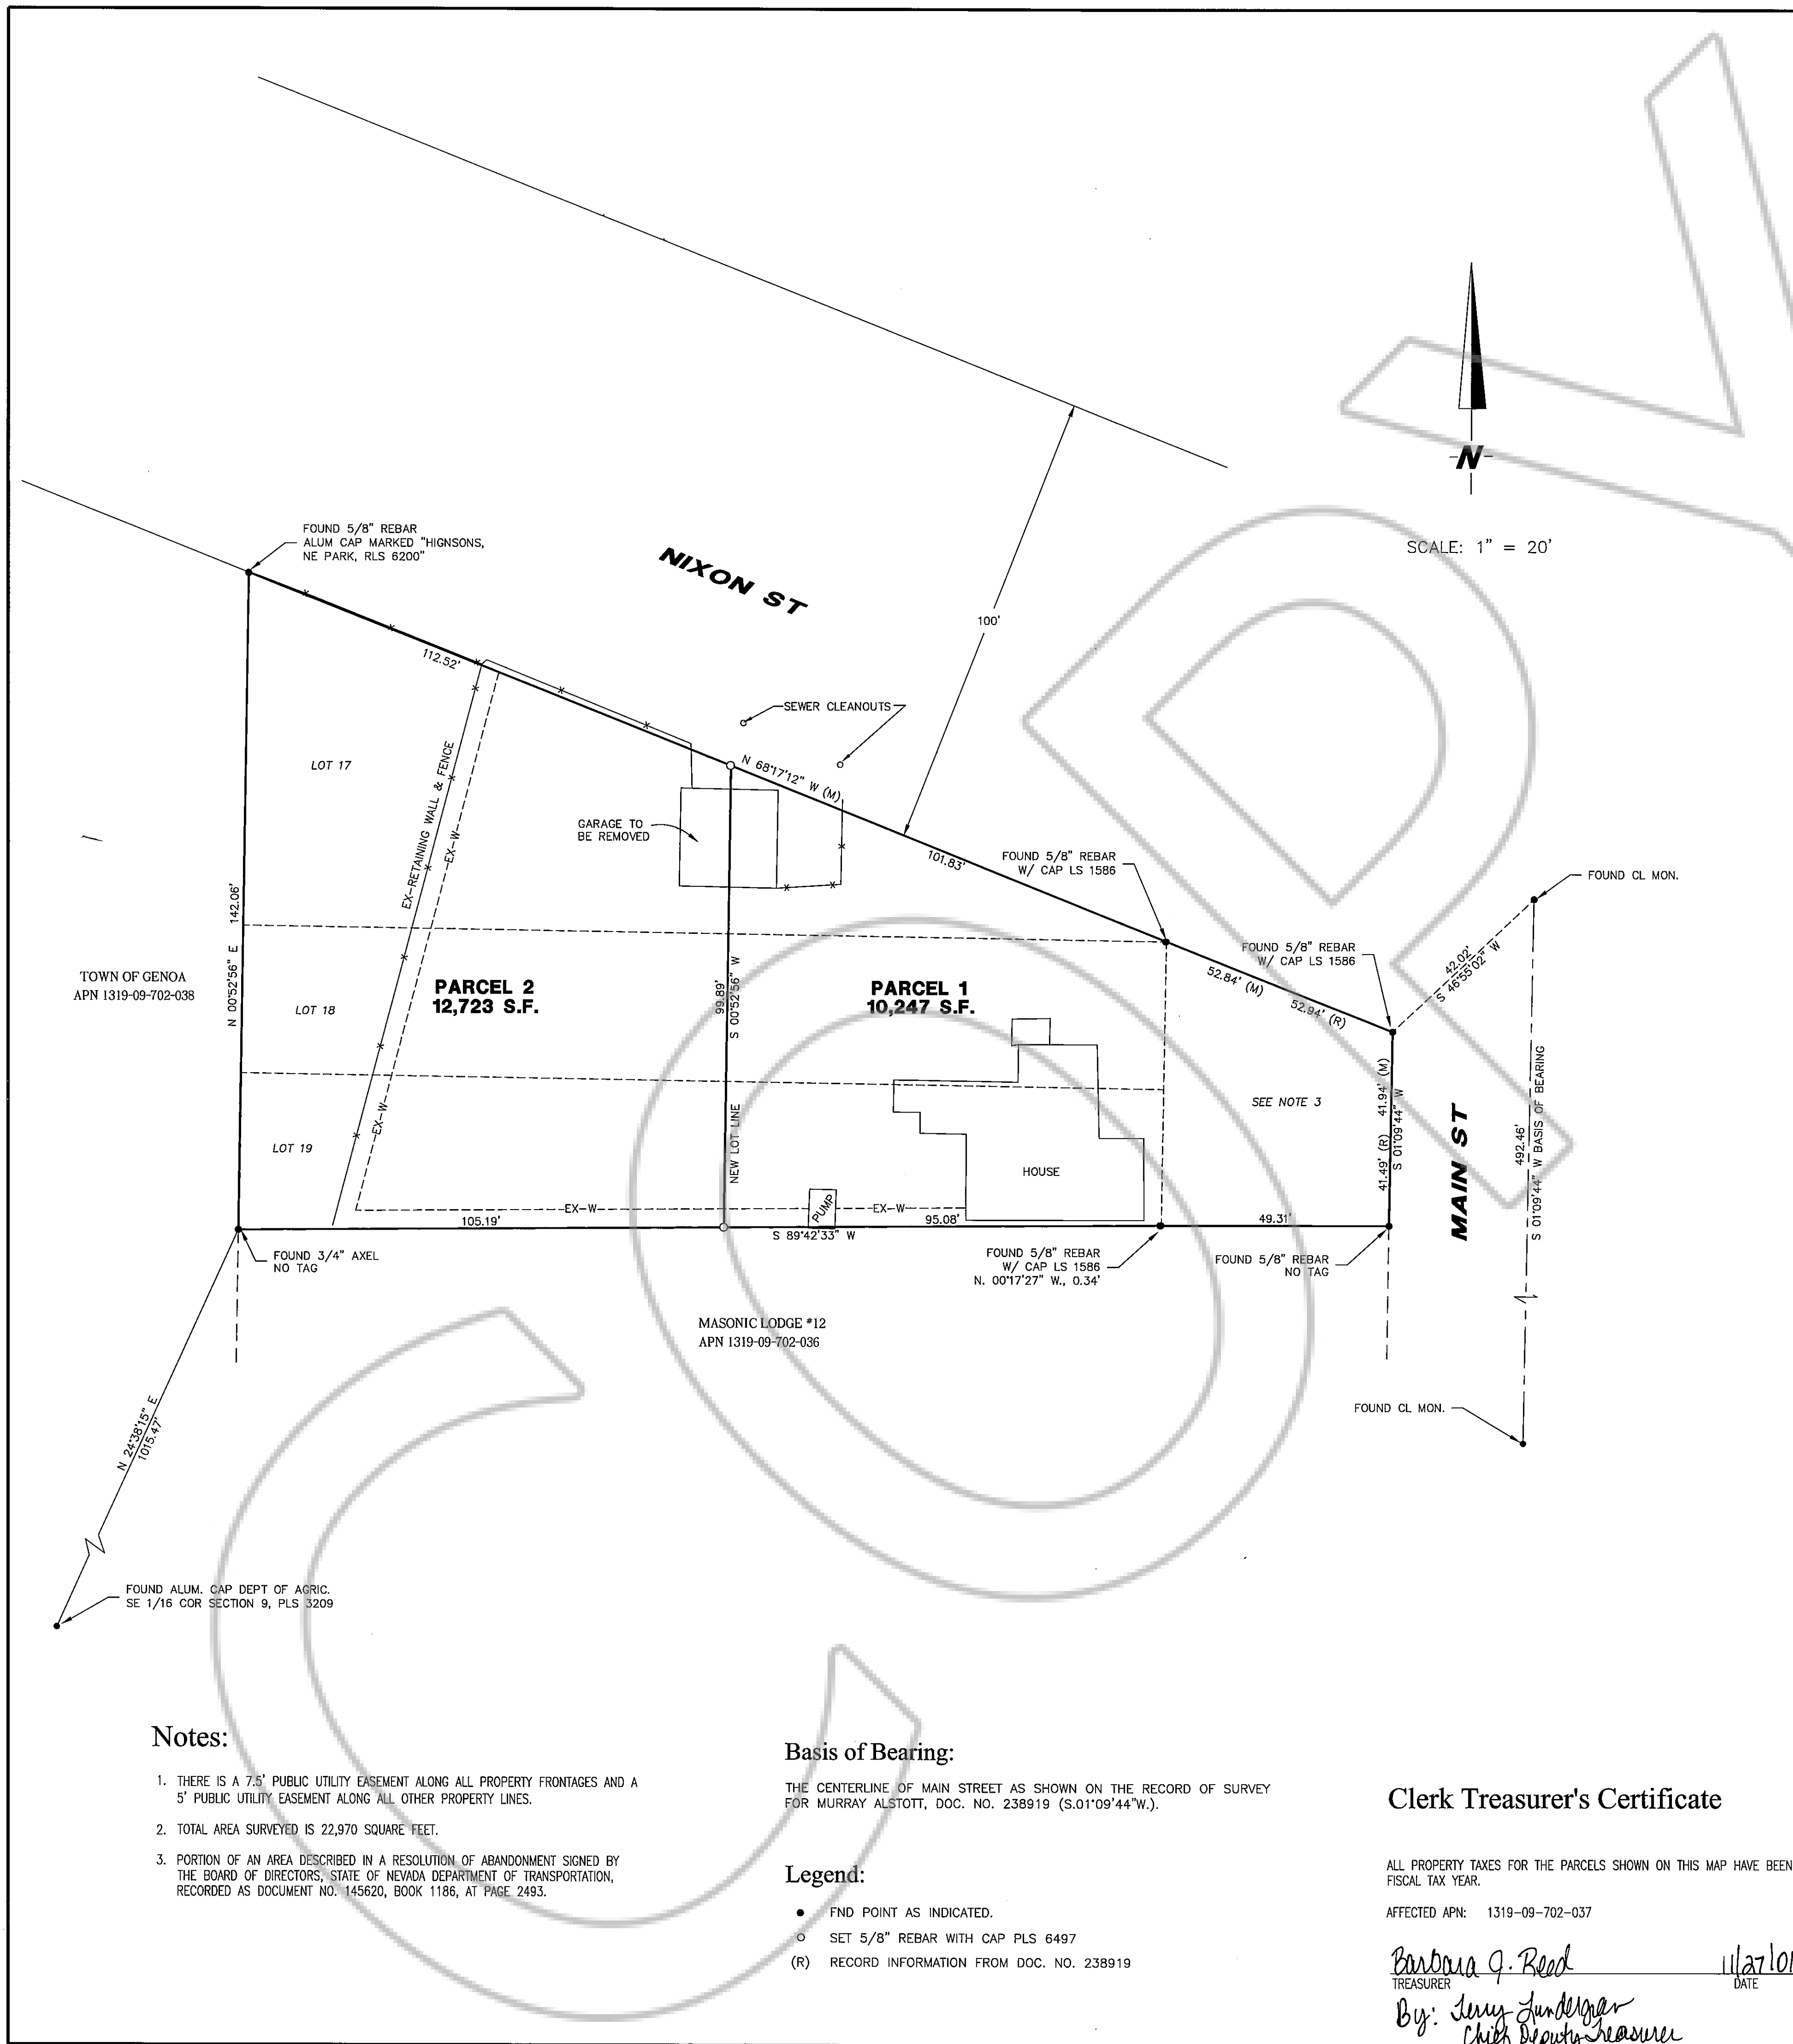 FOUND 5/8" REBAR
ALUM CAP MARKED "HIGNSONS,
NE PARK, RLS 6200"
NIXON ST
-N-
SCALE: 1" = 20'
100'
112.52'
SEWER CLEANOUTS
LOT 17
EX-RETAINING WALL & FENCE
EX-W
N 68°17'12" W (M)
GARAGE TO
BE REMOVED
101.83'
FOUND 5/8" REBAR
W/ CAP LS 1586
FOUND CL MON.
N 00°52'56" E 142.06'
FOUND 5/8" REBAR
W/ CAP LS 1586
42.02'
S 46°55'02" W
TOWN OF GENOA
APN 1319-09-702-038
PARCEL 2
12,723 S.F.
99.89'
S 00°52'56" W
PARCEL 1
10,247 S.F.
52.84' (M)
52.94' (R)
LOT 18
41.49' (R) 41.94' (M)
S 01°09'44" W
492.46'
S 01°09'44" W BASIS OF BEARING
SEE NOTE 3
MAIN ST
LOT 19
EX-W
NEW LOT LINE
HOUSE
PUMP
EX-W
EX-W
105.19'
95.08'
49.31'
S 89°42'33" W
FOUND 3/4" AXEL
NO TAG
FOUND 5/8" REBAR
W/ CAP LS 1586
N. 00°17'27" W., 0.34'
FOUND 5/8" REBAR
NO TAG
MASONIC LODGE #12
APN 1319-09-702-036
N 24°38'15" E
1015.47'
FOUND CL MON.
FOUND ALUM. CAP DEPT OF AGRIC.
SE 1/16 COR SECTION 9, PLS 3209
Notes:
1. THERE IS A 7.5' PUBLIC UTILITY EASEMENT ALONG ALL PROPERTY FRONTAGES AND A
5' PUBLIC UTILITY EASEMENT ALONG ALL OTHER PROPERTY LINES.
2. TOTAL AREA SURVEYED IS 22,970 SQUARE FEET.
3. PORTION OF AN AREA DESCRIBED IN A RESOLUTION OF ABANDONMENT SIGNED BY
THE BOARD OF DIRECTORS, STATE OF NEVADA DEPARTMENT OF TRANSPORTATION,
RECORDED AS DOCUMENT NO. 145620, BOOK 1186, AT PAGE 2493.
Basis of Bearing:
THE CENTERLINE OF MAIN STREET AS SHOWN ON THE RECORD OF SURVEY
FOR MURRAY ALSTOTT, DOC. NO. 238919 (S.01°09'44"W.).
Legend:
● FND POINT AS INDICATED.
○ SET 5/8" REBAR WITH CAP PLS 6497
(R) RECORD INFORMATION FROM DOC. NO. 238919
Clerk Treasurer's Certificate
ALL PROPERTY TAXES FOR THE PARCELS SHOWN ON THIS MAP HAVE BEEN
FISCAL TAX YEAR.
AFFECTED APN: 1319-09-702-037
Barbara J. Reed 11/27/01
TREASURER DATE
By: Terry Lundergren
Chief Deputy Treasurer
COPY